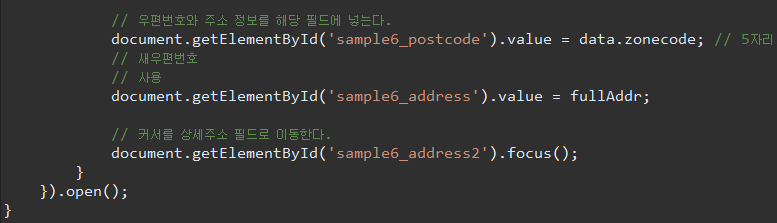 // 우편번호와 주소 정보를 해당 필드에 넣는다.
document.getElementById('sample6_postcode').value = data.zonecode; // 5자리
// 새우편번호
// 사용
document.getElementById('sample6_address').value = fullAddr;
// 커서를 상세주소 필드로 이동한다.
document.getElementById('sample6_address2').focus();
}
}).open();
}